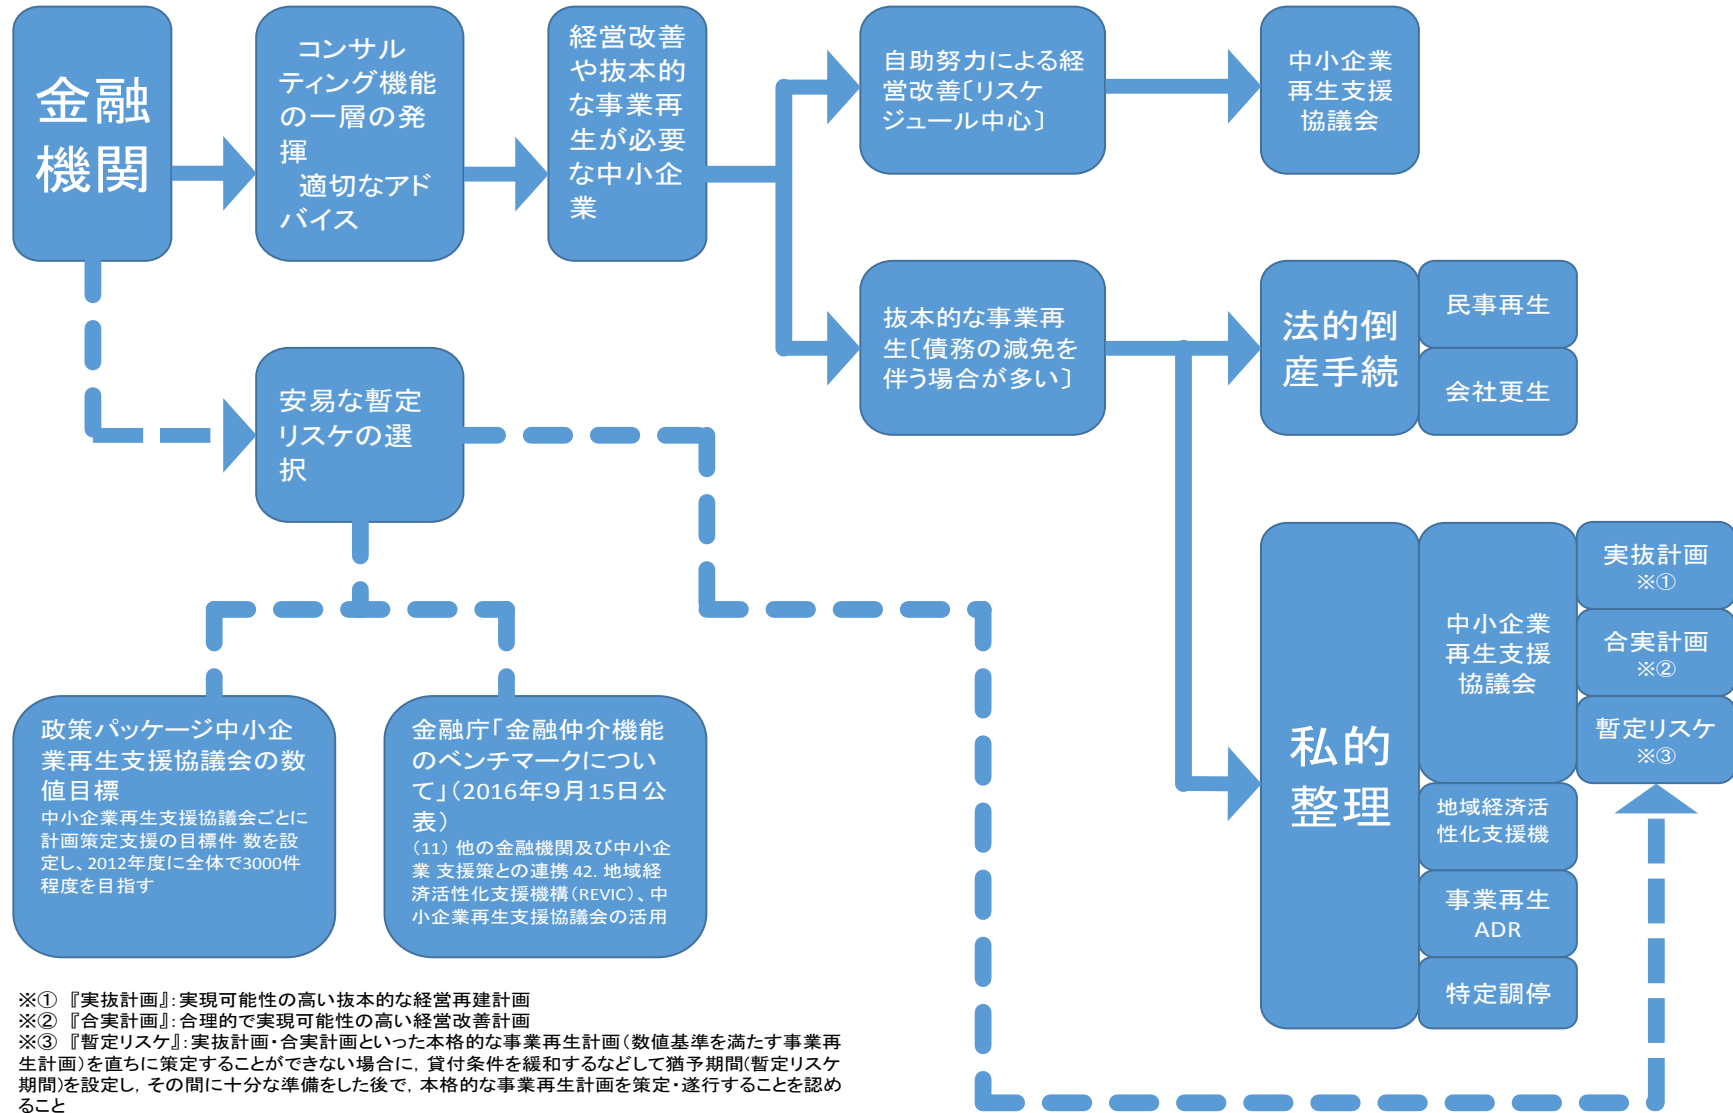 金融
機関
コンサル
ティング機能
の一層の発
揮
適切なアド
バイス
経営改善
や抜本的
な事業再
生が必要
な中小企
業
自助努力による経
営改善〔リスケ
ジュール中心〕
中小企業
再生支援
協議会
抜本的な事業再
生〔債務の減免を
伴う場合が多い〕
法的倒
産手続
民事再生
会社更生
安易な暫定
リスケの選
択
私的
整理
中小企業
再生支援
協議会
実抜計画
※①
合実計画
※②
暫定リスケ
※③
地域経済活
性化支援機
事業再生
ADR
特定調停
政策パッケージ中小企
業再生支援協議会の数
値目標
中小企業再生支援協議会ごとに
計画策定支援の目標件 数を設
定し、2012年度に全体で3000件
程度を目指す
金融庁「金融仲介機能
のベンチマークについ
て」（2016年９月15日公
表）
（11） 他の金融機関及び中小企
業 支援策との連携 42. 地域経
済活性化支援機構（REVIC）、中
小企業再生支援協議会の活用
※① 『実抜計画』：実現可能性の高い抜本的な経営再建計画
※② 『合実計画』：合理的で実現可能性の高い経営改善計画
※③ 『暫定リスケ』：実抜計画・合実計画といった本格的な事業再生計画（数値基準を満たす事業再
生計画）を直ちに策定することができない場合に，貸付条件を緩和するなどして猶予期間（暫定リスケ
期間）を設定し，その間に十分な準備をした後で，本格的な事業再生計画を策定・遂行することを認め
ること